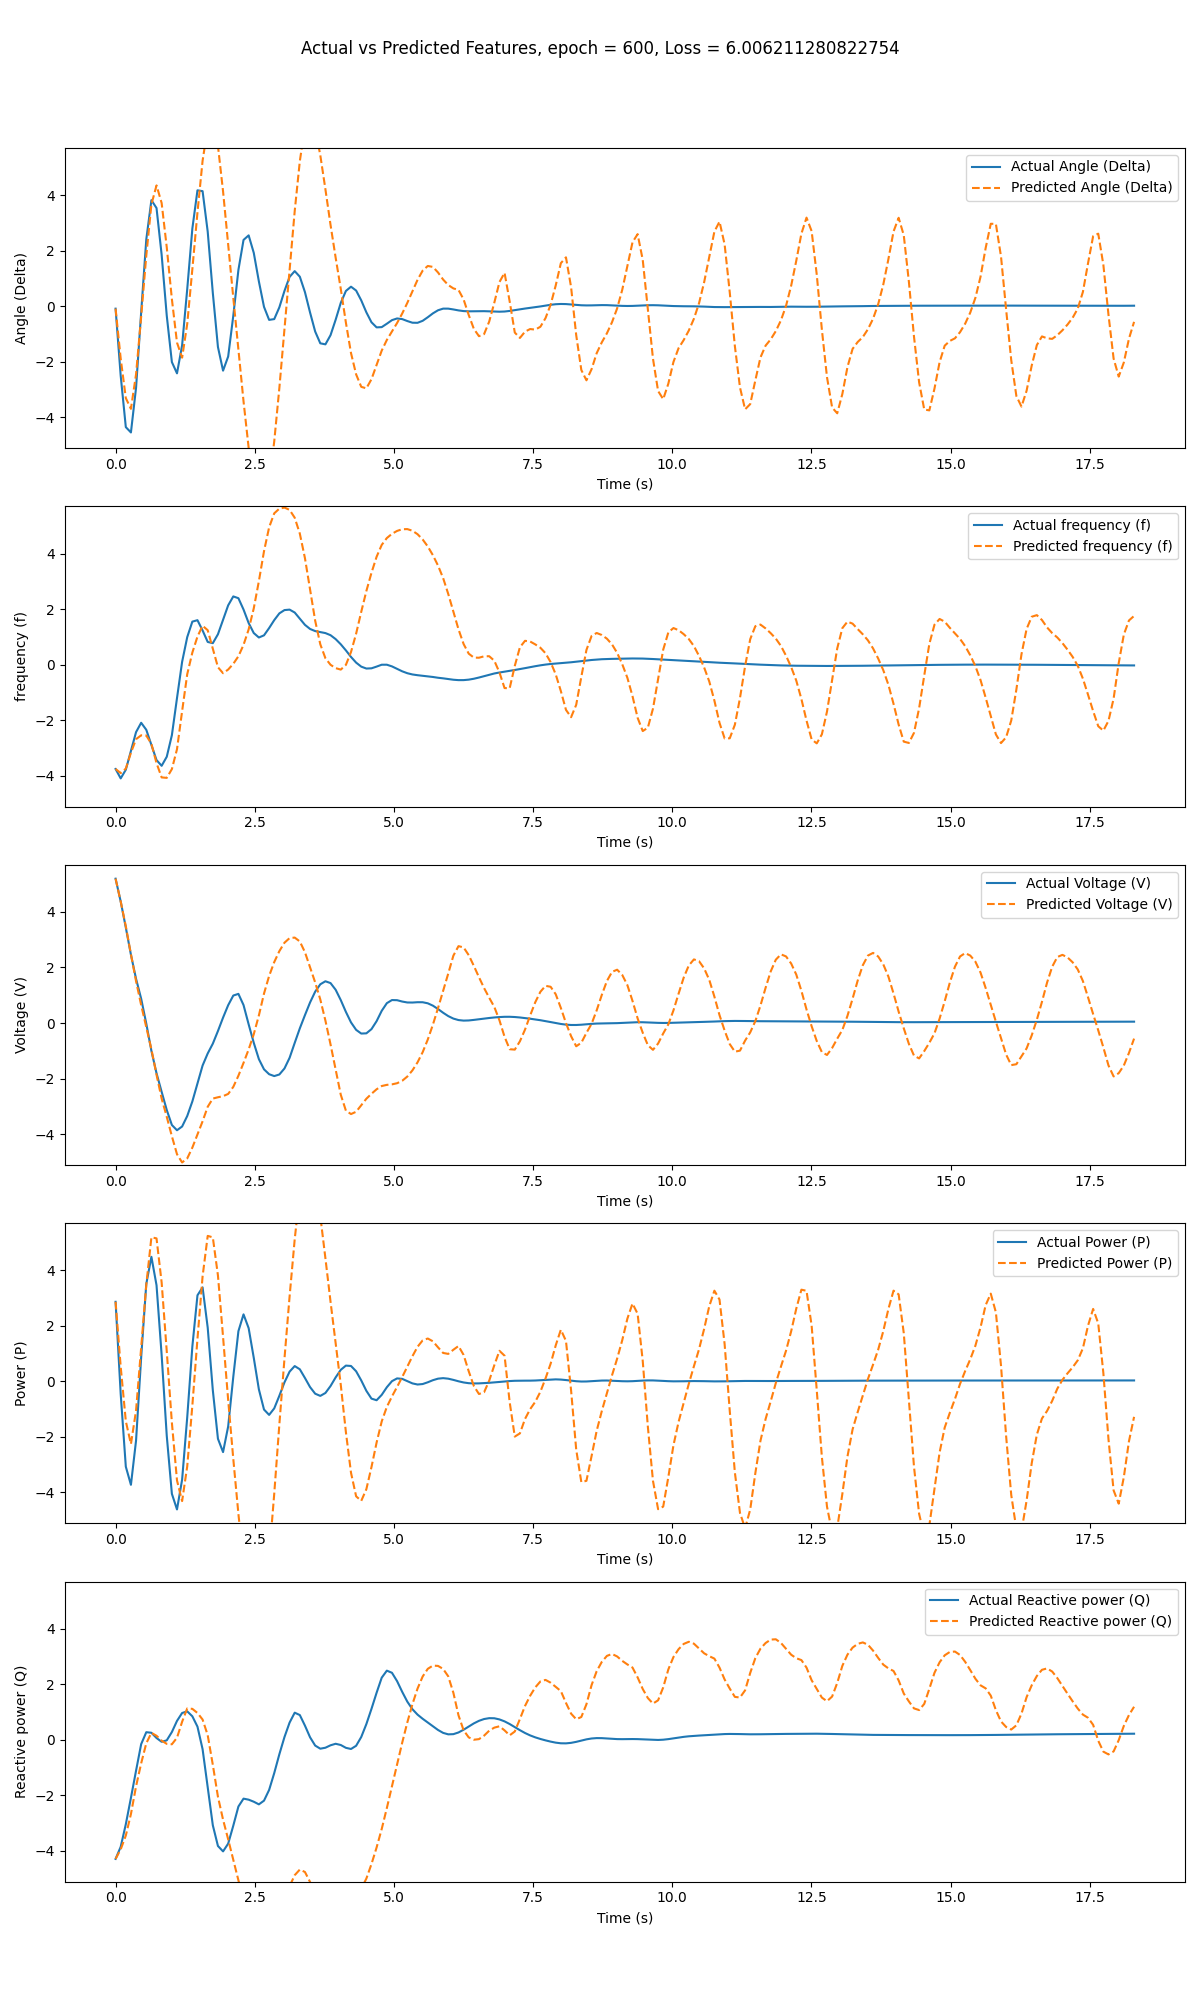 Actual vs Predicted Features, epoch = 600, Loss = 6.006211280822754
Actual Angle (Delta)
Predicted Angle (Delta)
Angle (Delta)
4
2
0
−2
−4
0.0 2.5 5.0 7.5 10.0 12.5 15.0 17.5
Time (s)
Actual frequency (f)
Predicted frequency (f)
frequency (f)
4
2
0
−2
−4
0.0 2.5 5.0 7.5 10.0 12.5 15.0 17.5
Time (s)
Actual Voltage (V)
Predicted Voltage (V)
Voltage (V)
4
2
0
−2
−4
0.0 2.5 5.0 7.5 10.0 12.5 15.0 17.5
Time (s)
Actual Power (P)
Predicted Power (P)
Power (P)
4
2
0
−2
−4
0.0 2.5 5.0 7.5 10.0 12.5 15.0 17.5
Time (s)
Actual Reactive power (Q)
Predicted Reactive power (Q)
Reactive power (Q)
4
2
0
−2
−4
0.0 2.5 5.0 7.5 10.0 12.5 15.0 17.5
Time (s)